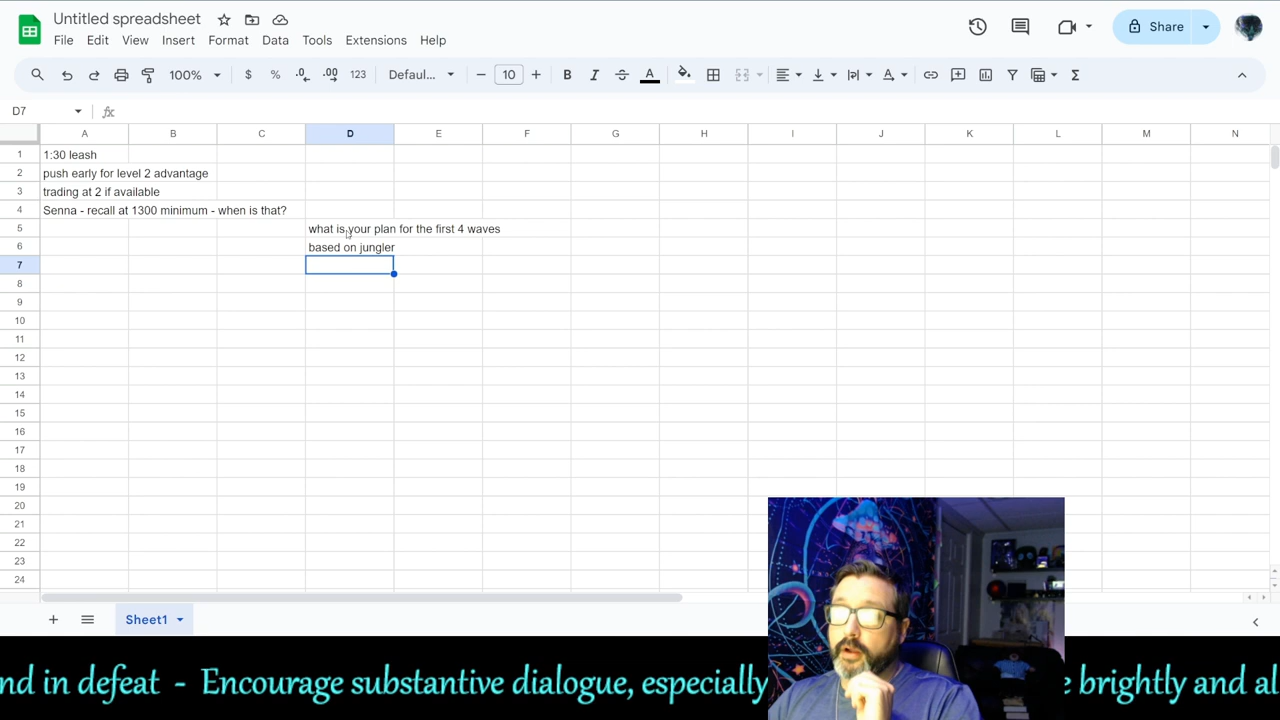 Untitled spreadsheet
File Edit View Insert Format Data Tools Extensions Help
Share
100% $ % .0 .00 123 Defaul... 10 B I A
D7 fx
A B C D E F G H I J K L M N
1 1:30 leash
2 push early for level 2 advantage
3 trading at 2 if available
4 Senna - recall at 1300 minimum - when is that?
5 what is your plan for the first 4 waves
6 based on jungler
7
8
9
10
11
12
13
14
15
16
17
18
19
20
21
22
23
24
Sheet1
nd in defeat - Encourage substantive dialogue, especially e brightly and al